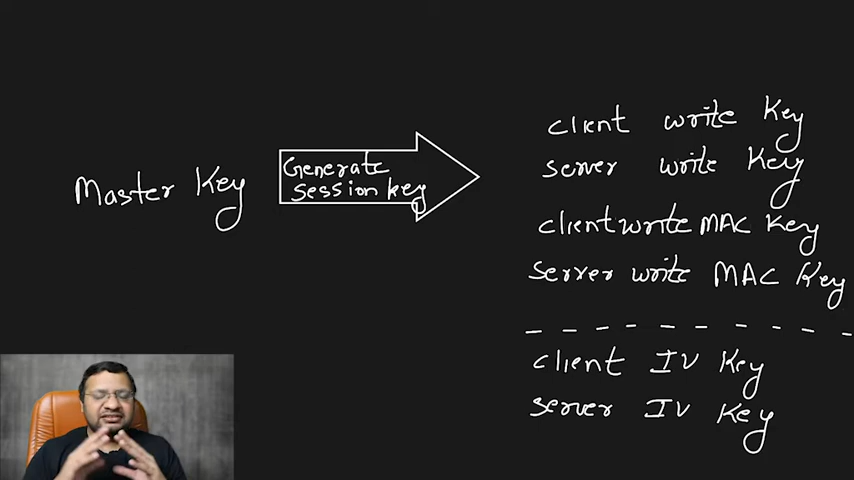 Master Key
Generate
session key
client write Key
server write Key
client write MAC Key
server write MAC Key
client IV Key
server IV Key